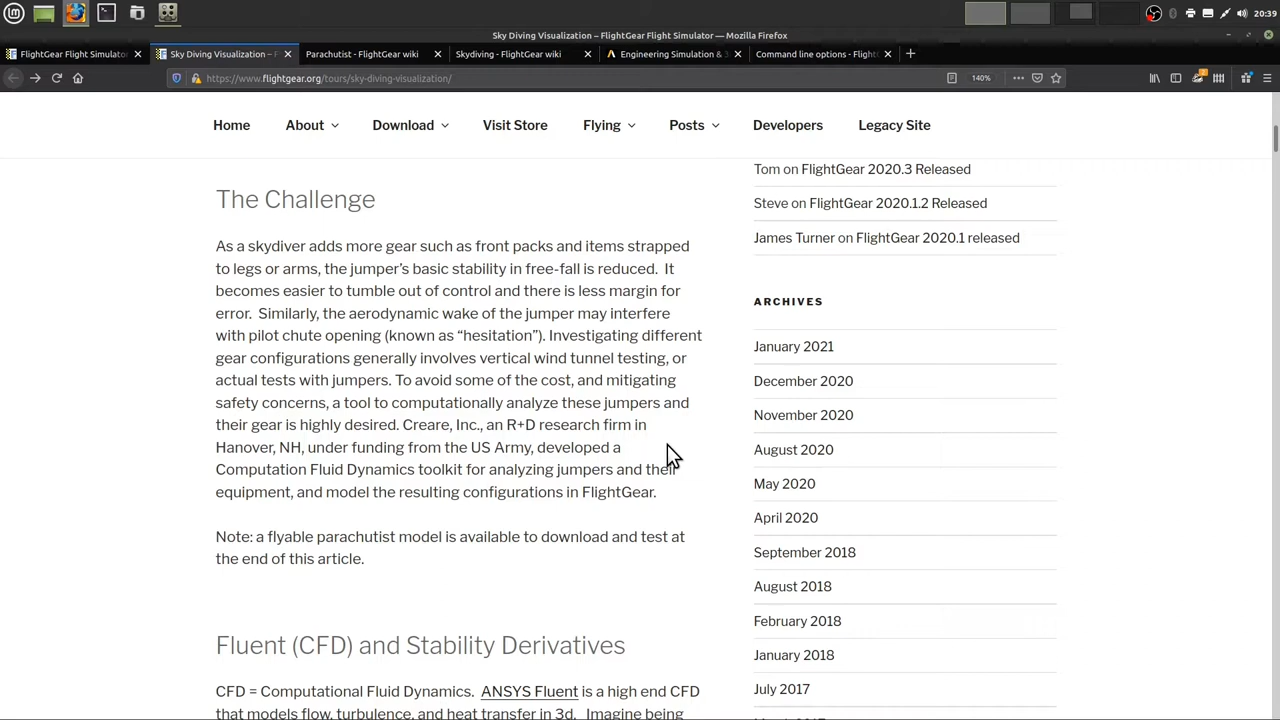 20:39
Sky Diving Visualization – FlightGear Flight Simulator — Mozilla Firefox
FlightGear Flight Simulator
Sky Diving Visualization – F
Parachutist - FlightGear wiki
Skydiving - FlightGear wiki
Engineering Simulation & 3
Command line options - Flight
https://www.flightgear.org/tours/sky-diving-visualization/
140%
Home
About
Download
Visit Store
Flying
Posts
Developers
Legacy Site
The Challenge
As a skydiver adds more gear such as front packs and items strapped
to legs or arms, the jumper’s basic stability in free-fall is reduced.  It
becomes easier to tumble out of control and there is less margin for
error.  Similarly, the aerodynamic wake of the jumper may interfere
with pilot chute opening (known as “hesitation”). Investigating different
gear configurations generally involves vertical wind tunnel testing, or
actual tests with jumpers. To avoid some of the cost, and mitigating
safety concerns, a tool to computationally analyze these jumpers and
their gear is highly desired. Creare, Inc., an R+D research firm in
Hanover, NH, under funding from the US Army, developed a
Computation Fluid Dynamics toolkit for analyzing jumpers and their
equipment, and model the resulting configurations in FlightGear.
Note: a flyable parachutist model is available to download and test at
the end of this article.
Fluent (CFD) and Stability Derivatives
CFD = Computational Fluid Dynamics.  ANSYS Fluent is a high end CFD
that models flow, turbulence, and heat transfer in 3d.   Imagine being
Tom on FlightGear 2020.3 Released
Steve on FlightGear 2020.1.2 Released
James Turner on FlightGear 2020.1 released
ARCHIVES
January 2021
December 2020
November 2020
August 2020
May 2020
April 2020
September 2018
August 2018
February 2018
January 2018
July 2017